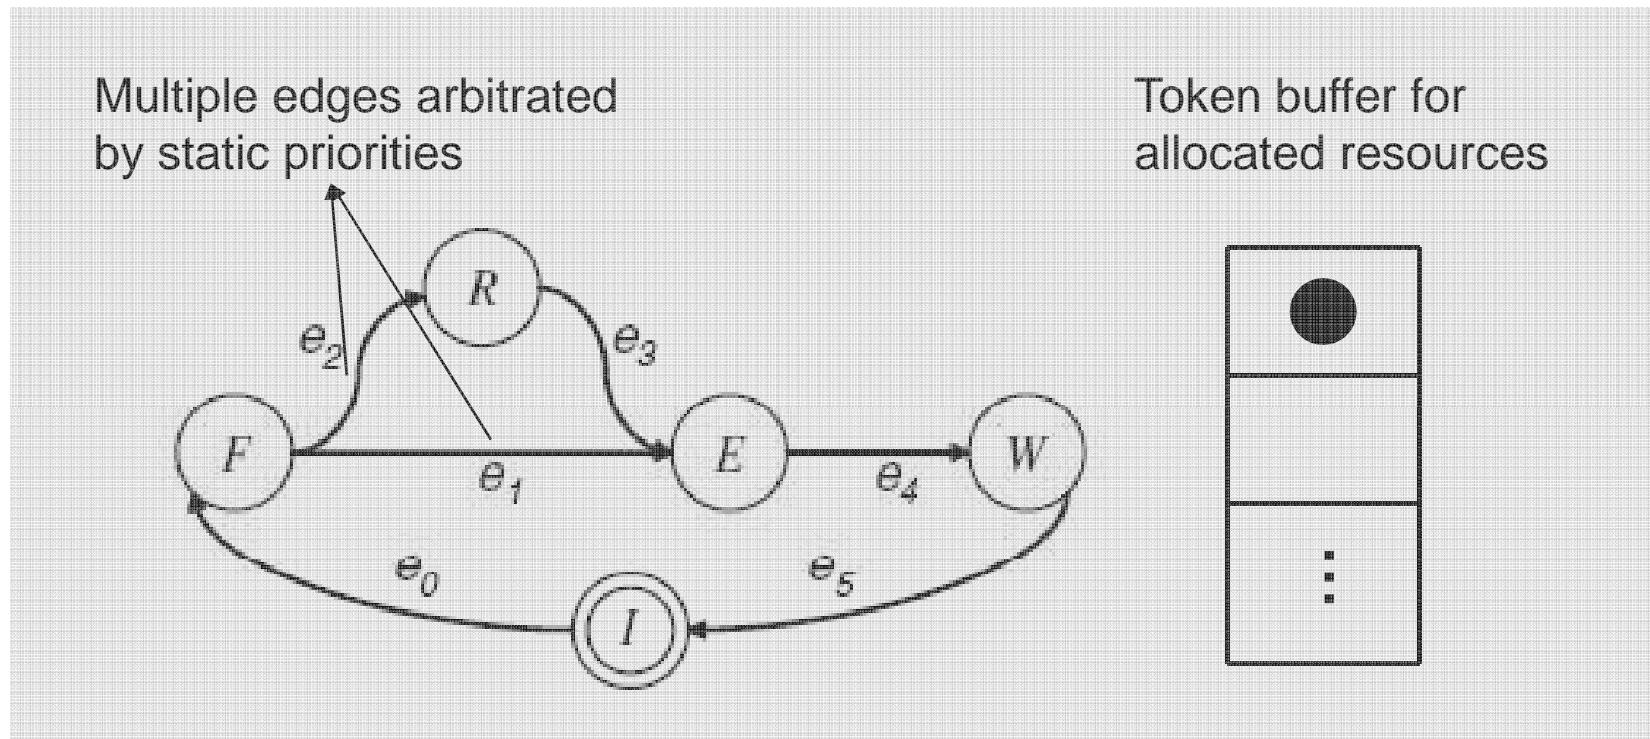 Multiple edges arbitrated
by static priorities
Token buffer for
allocated resources
R
e2
e3
F
E
W
e1
e4
e0
e5
I